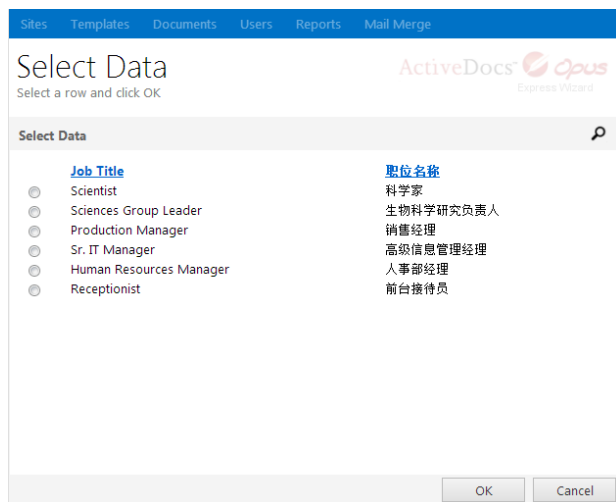 Sites Templates Documents Users Reports Mail Merge
Select Data
Select a row and click OK
ActiveDocs Opus
Express Wizard
Select Data
Job Title 职位名称
Scientist 科学家
Sciences Group Leader 生物科学研究负责人
Production Manager 销售经理
Sr. IT Manager 高级信息管理经理
Human Resources Manager 人事部经理
Receptionist 前台接待员
OK Cancel